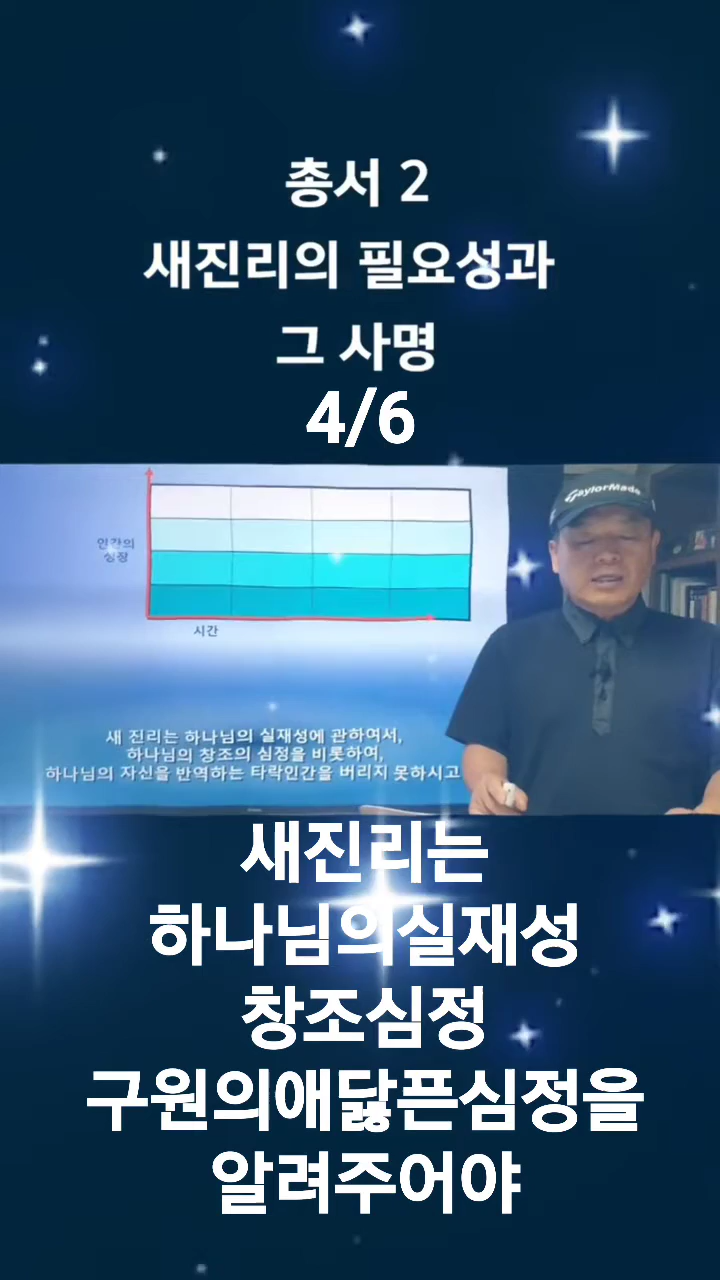 총서 2
새진리의 필요성과
그 사명
4/6
TaylorMade
인간의
성장
시간
새 진리는 하나님의 실재성에 관하여서,
하나님의 창조의 심정을 비롯하여,
하나님의 자신을 반역하는 타락인간을 버리지 못하시고
새진리는
하나님의실재성
창조심정
구원의애닳픈심정을
알려주어야